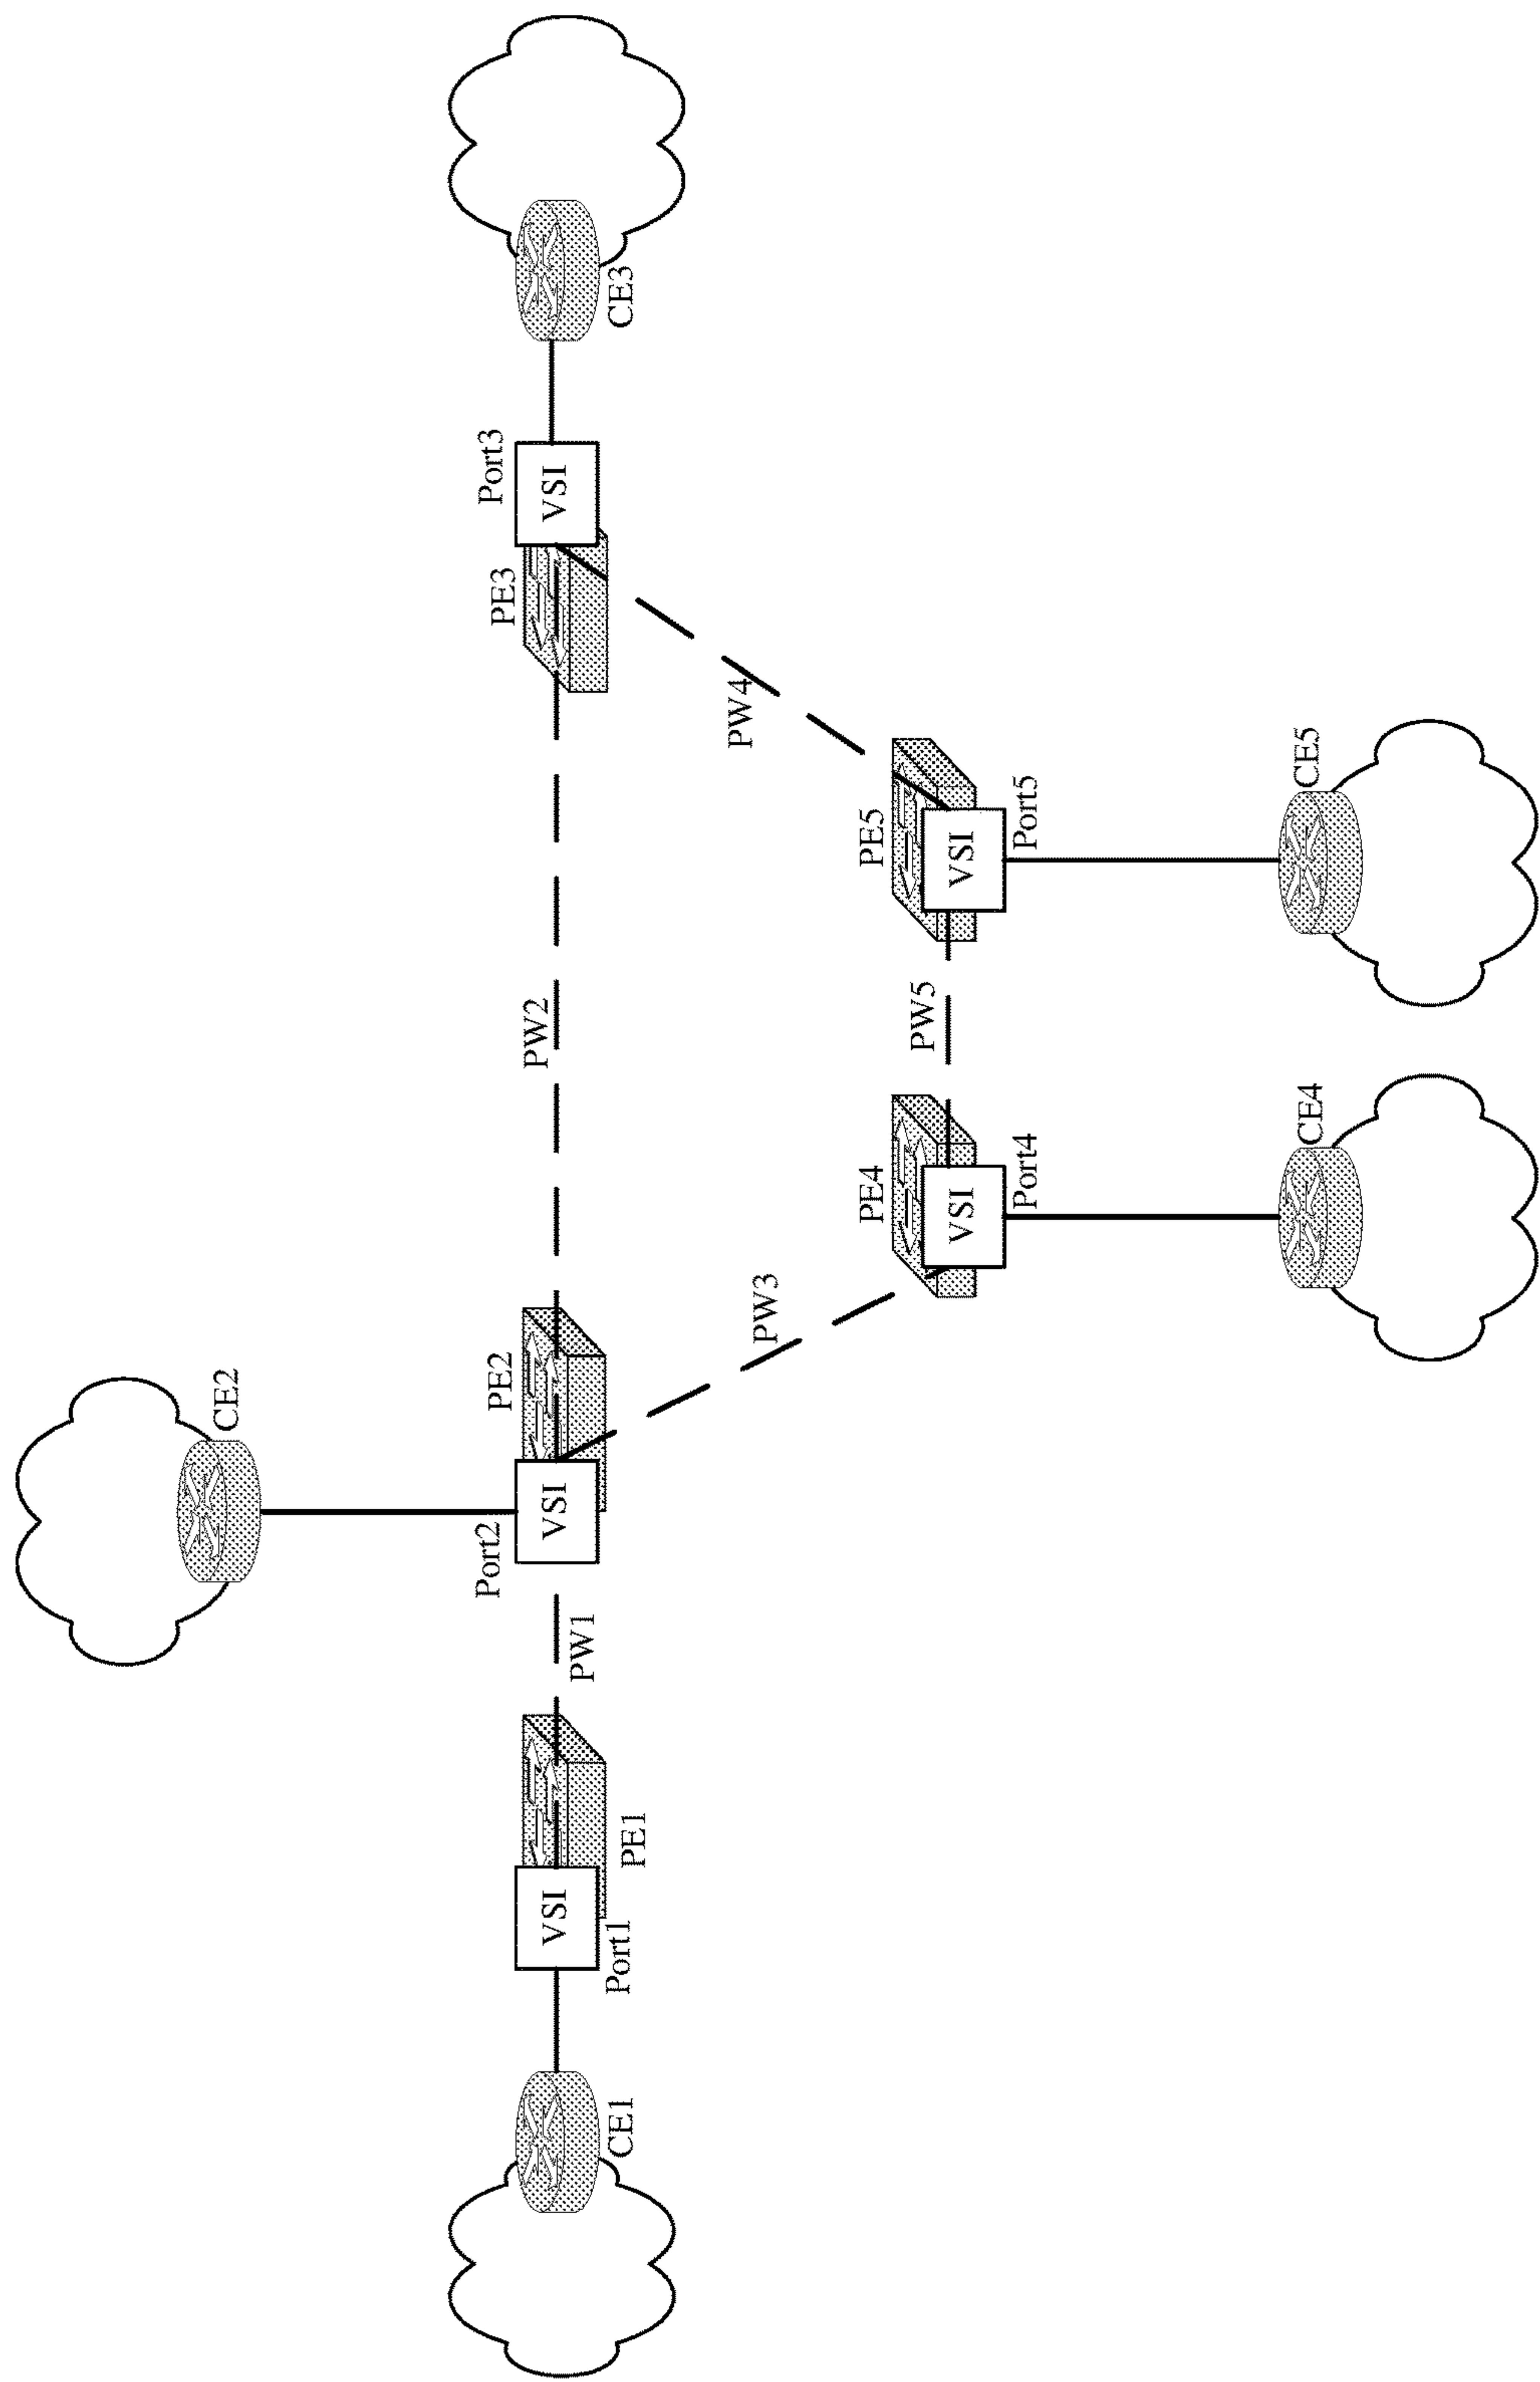 CE2
Port2
VSI
PE2
CE1
VSI
Port1
PE1
PW1
PW2
PE3
VSI
Port3
CE3
PW3
PW4
PE4
VSI
Port4
PW5
PE5
VSI
Port5
CE4
CE5